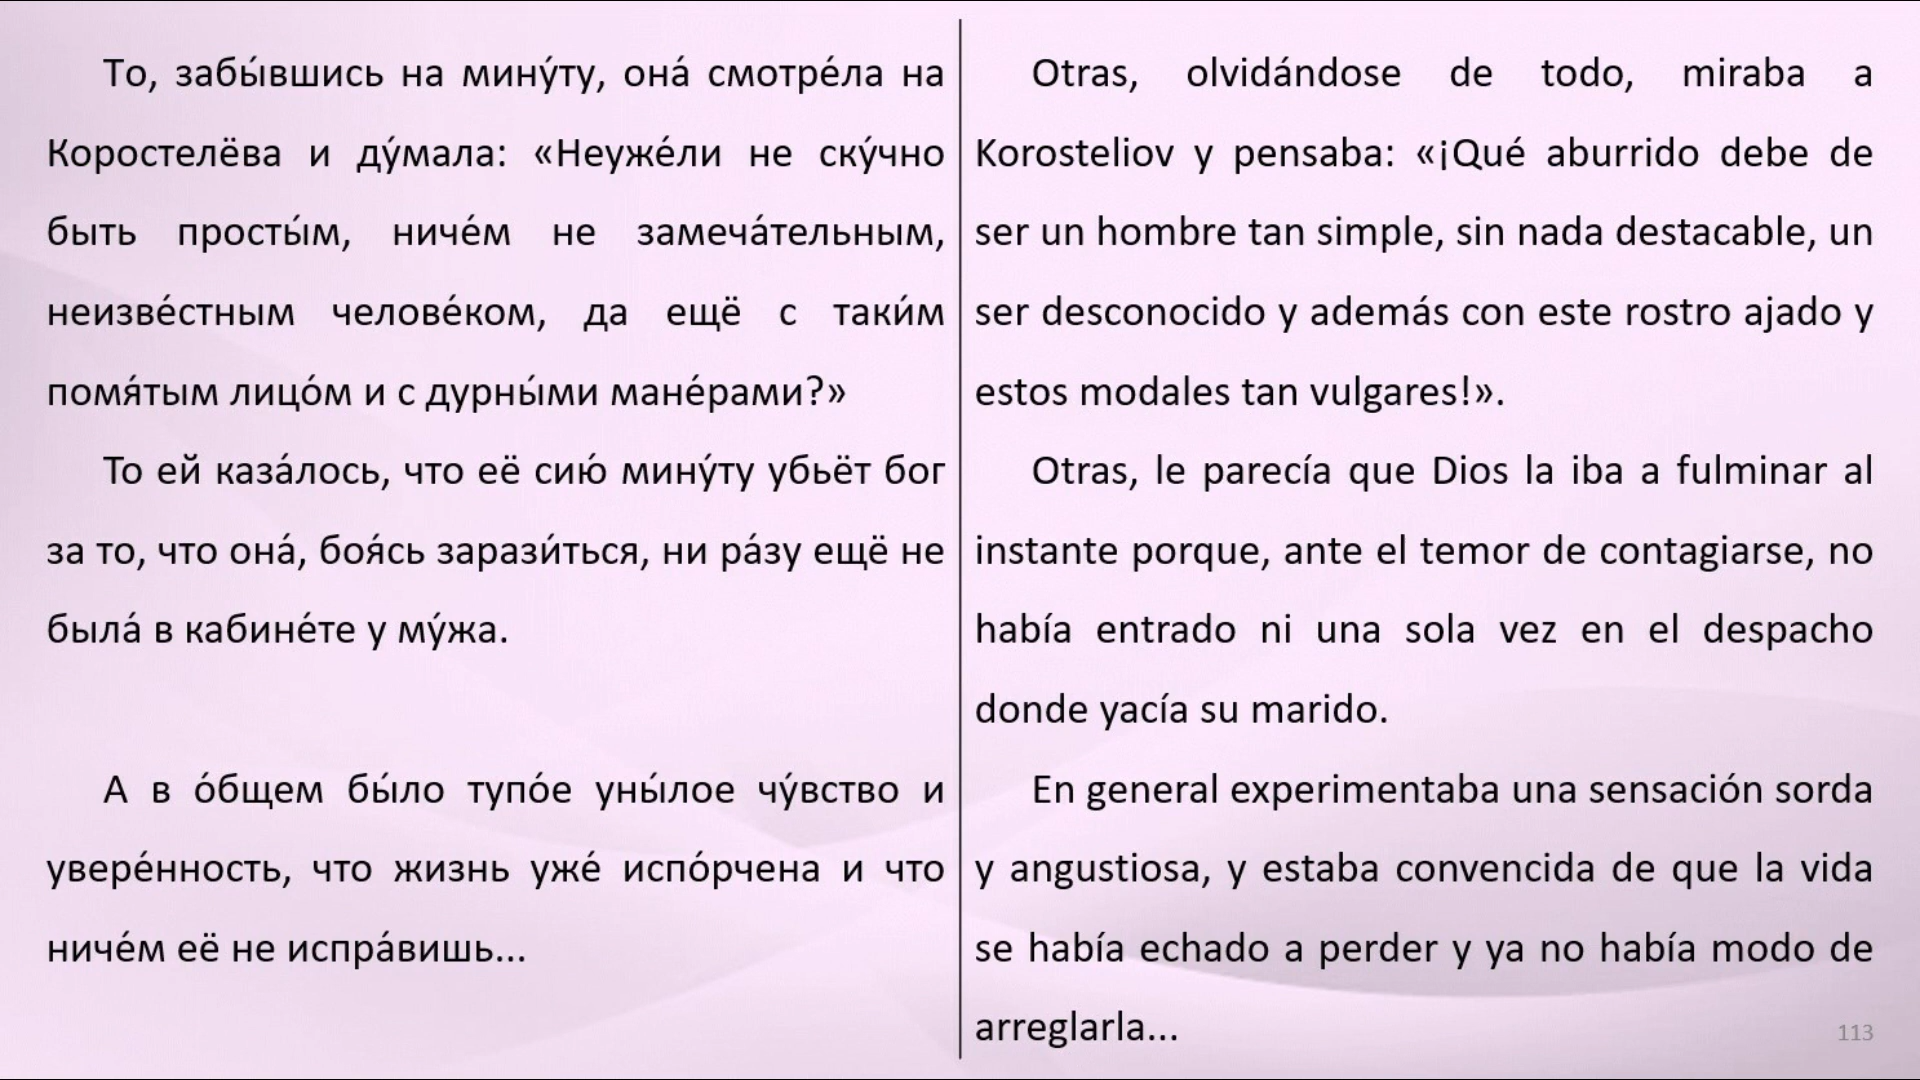 То, забы́вшись на мину́ту, она́ смотре́ла на
Коростелёва и ду́мала: «Неуже́ли не ску́чно
быть просты́м, ниче́м не замеча́тельным,
неизве́стным челове́ком, да ещё с таки́м
помя́тым лицо́м и с дурны́ми мане́рами?»
То ей каза́лось, что её сию́ мину́ту убьёт бог
за то, что она́, боя́сь зарази́ться, ни ра́зу ещё не
была́ в кабине́те у му́жа.
А в о́бщем бы́ло тупо́е уны́лое чу́вство и
увере́нность, что жизнь уже́ испо́рчена и что
ниче́м её не испра́вишь...
Otras, olvidándose de todo, miraba a
Korosteliov y pensaba: «¡Qué aburrido debe de
ser un hombre tan simple, sin nada destacable, un
ser desconocido y además con este rostro ajado y
estos modales tan vulgares!».
Otras, le parecía que Dios la iba a fulminar al
instante porque, ante el temor de contagiarse, no
había entrado ni una sola vez en el despacho
donde yacía su marido.
En general experimentaba una sensación sorda
y angustiosa, y estaba convencida de que la vida
se había echado a perder y ya no había modo de
arreglarla...
113